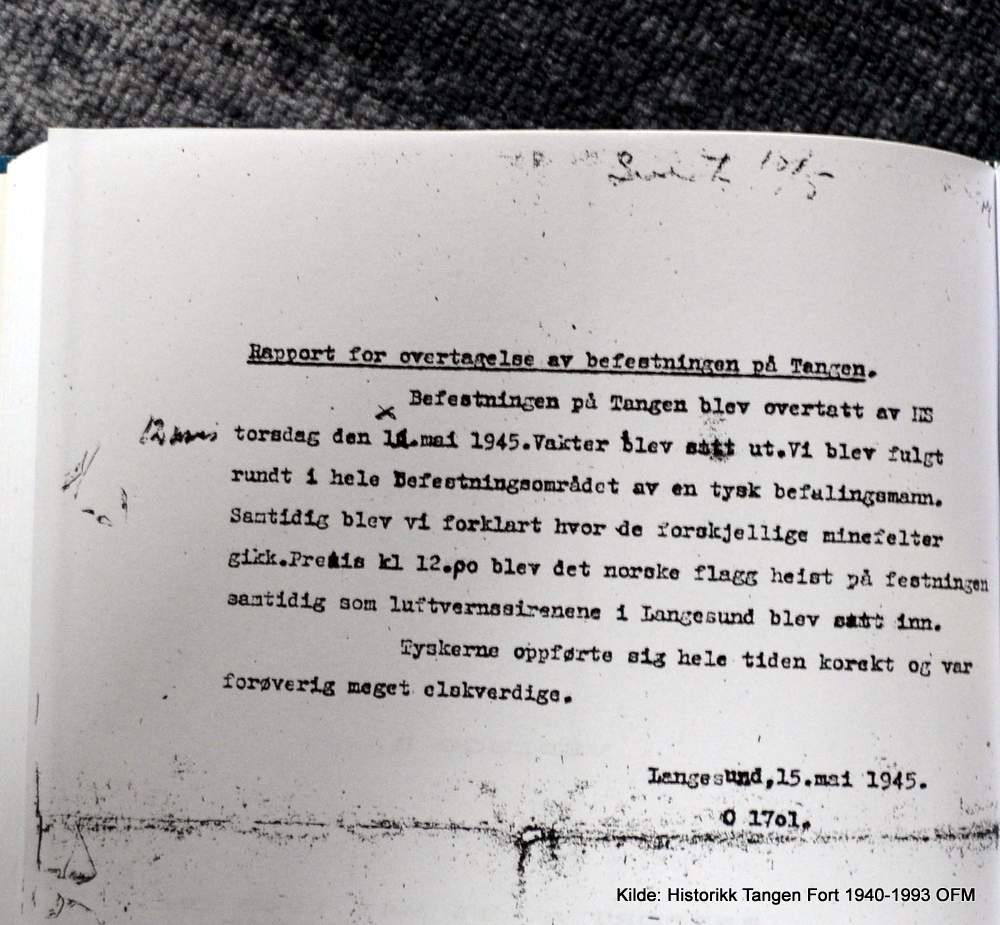 Rapport for overtagelse av befestningen på Tangen.
Befestningen på Tangen blev overtatt av HS
torsdag den 11.mai 1945.Vakter blev satt ut.Vi blev fulgt
rundt i hele Befestningsområdet av en tysk befalingsmann.
Samtidig blev vi forklart hvor de forskjellige minefelter
gikk.Presis kl 12.po blev det norske flagg heist på festningen
samtidig som luftvernssirenene i Langesund blev satt inn.
Tyskerne oppførte sig hele tiden korekt og var
forøverig meget elskverdige.
Langesund,15.mai 1945.
O 17o1.
Kilde: Historikk Tangen Fort 1940-1993 OFM